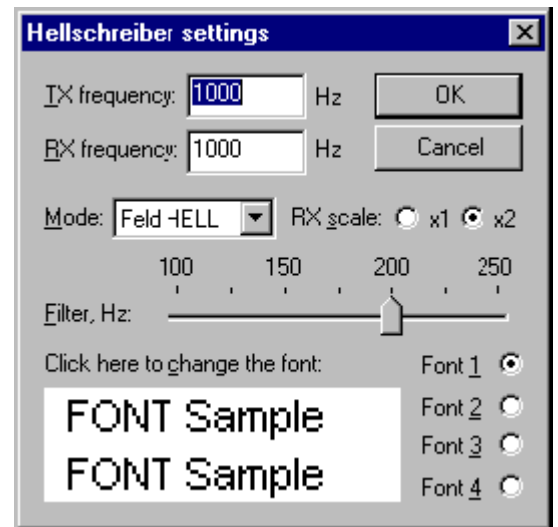 Hellschreiber settings
TX frequency: 1000 Hz OK
RX frequency: 1000 Hz Cancel
Mode: Feld HELL RX scale: x1 x2
100 150 200 250
Filter, Hz:
Click here to change the font: Font 1
FONT Sample Font 2
FONT Sample Font 3
Font 4